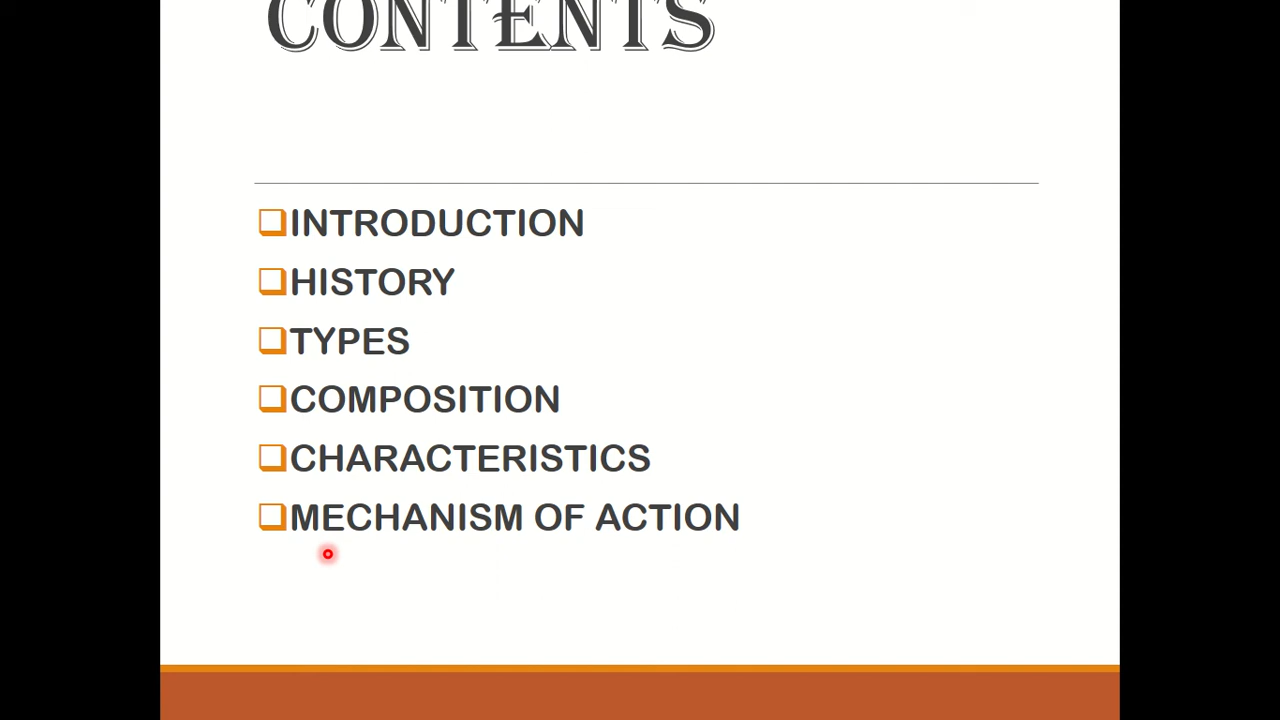 CONTENTS
INTRODUCTION
HISTORY
TYPES
COMPOSITION
CHARACTERISTICS
MECHANISM OF ACTION